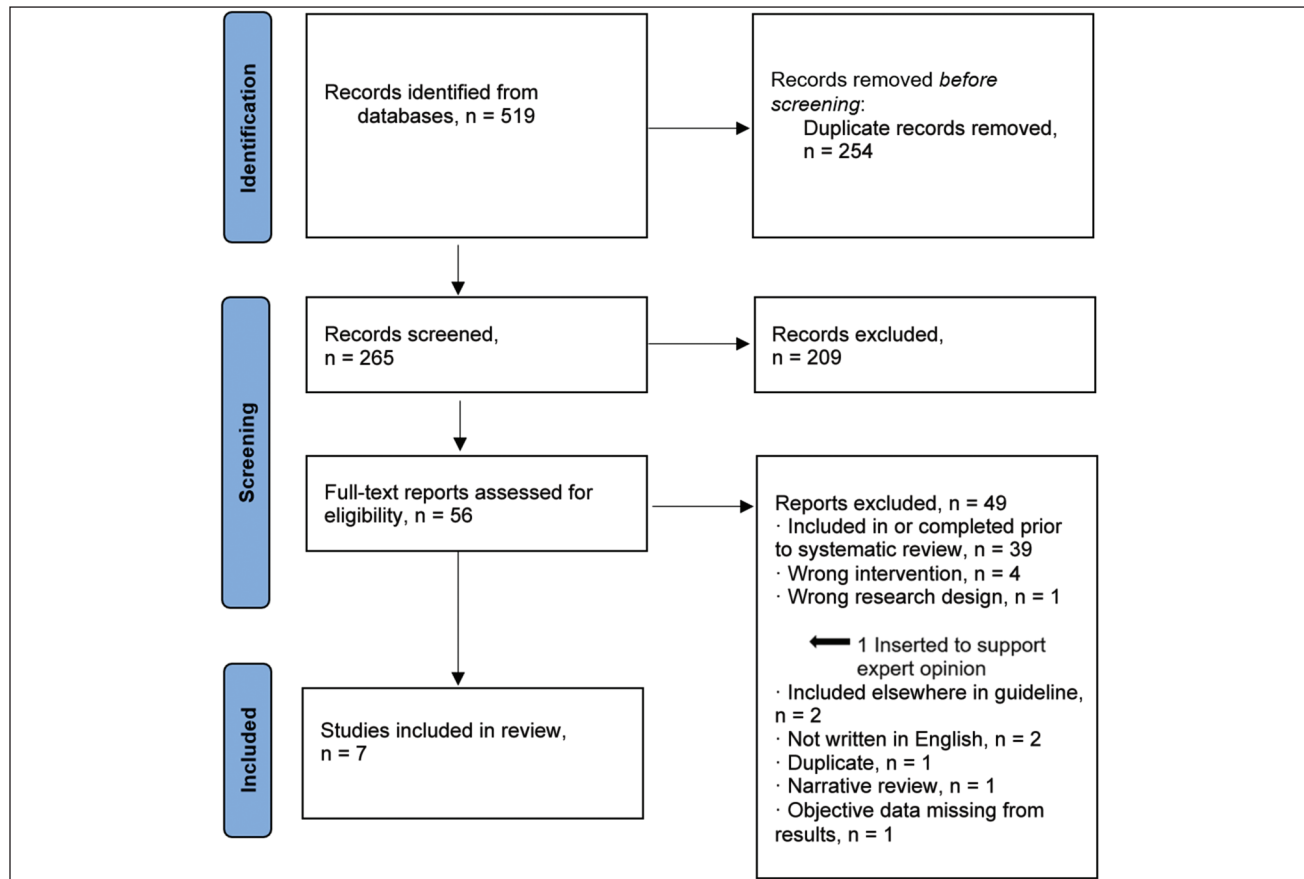 Identification
Records identified from
databases, n = 519
Records removed before
screening:
Duplicate records removed,
n = 254
Screening
Records screened,
n = 265
Records excluded,
n = 209
Full-text reports assessed for
eligibility, n = 56
Reports excluded, n = 49
· Included in or completed prior
to systematic review, n = 39
· Wrong intervention, n = 4
· Wrong research design, n = 1
1 Inserted to support
expert opinion
· Included elsewhere in guideline,
n = 2
· Not written in English, n = 2
· Duplicate, n = 1
· Narrative review, n = 1
· Objective data missing from
results, n = 1
Included
Studies included in review,
n = 7